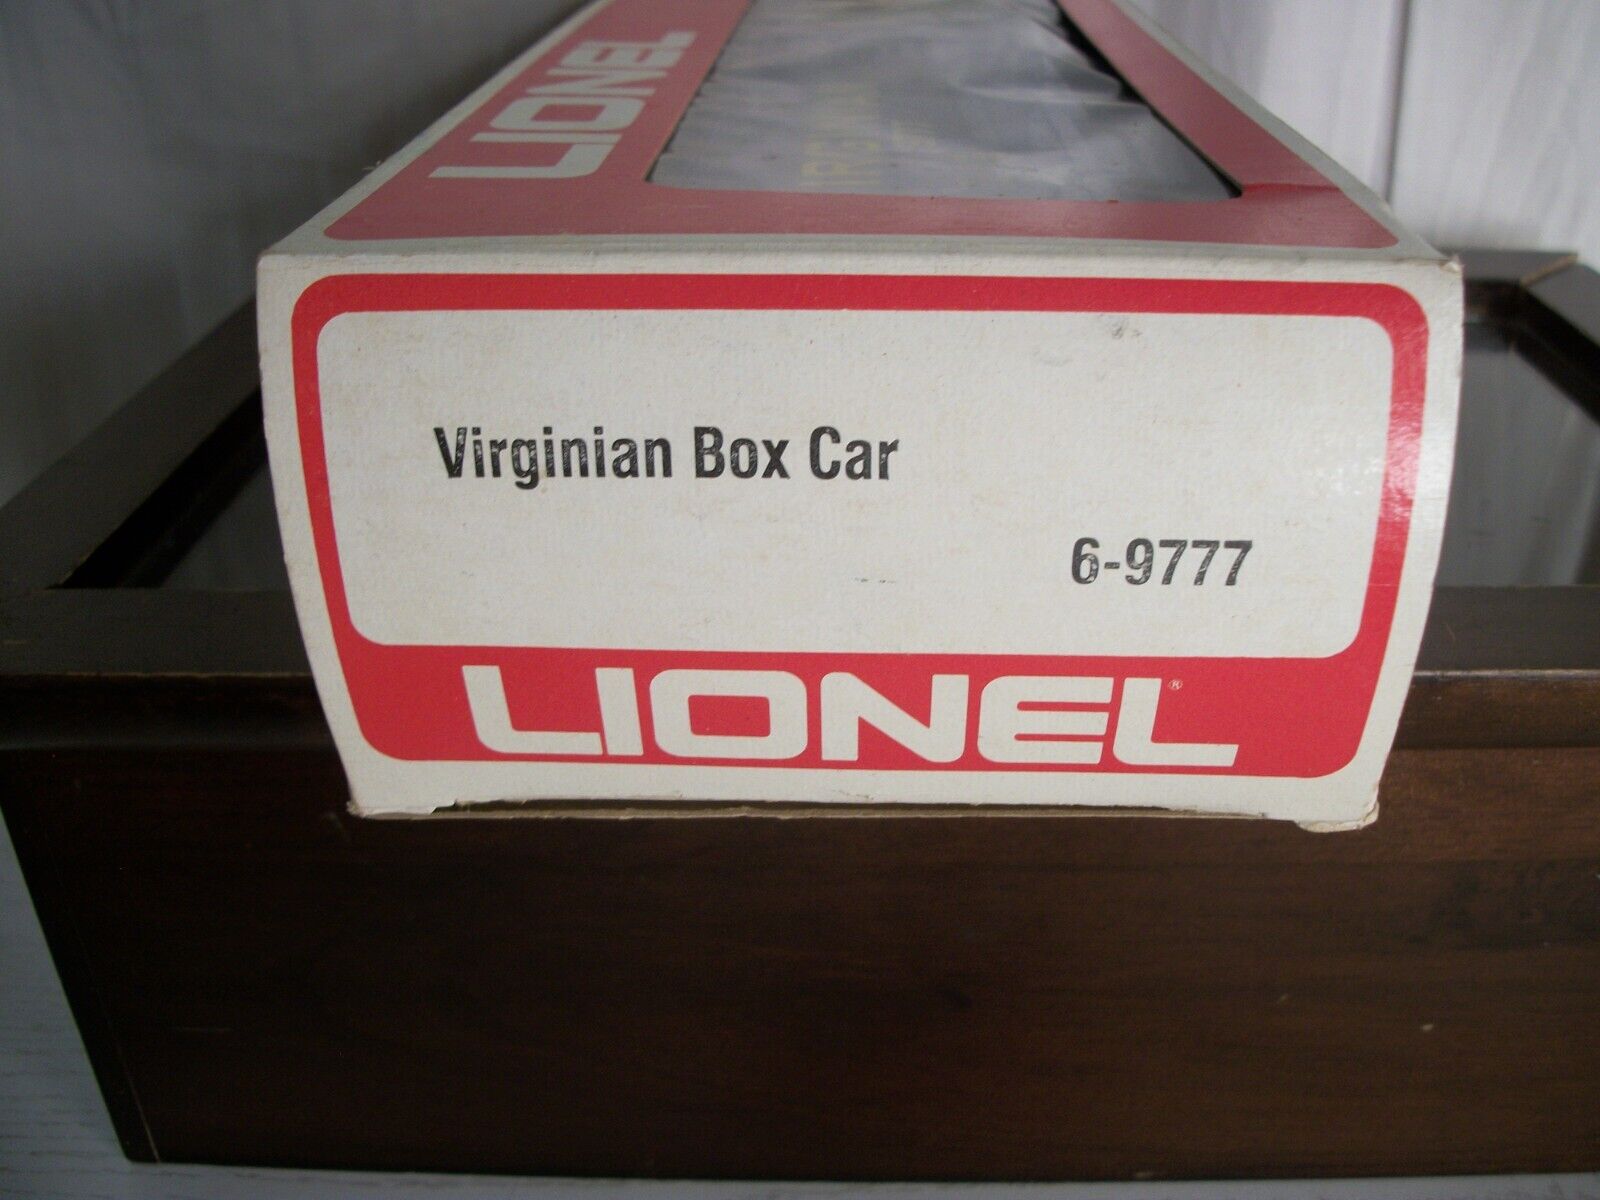 LIONEL
Virginian Box Car
6-9777
LIONEL®